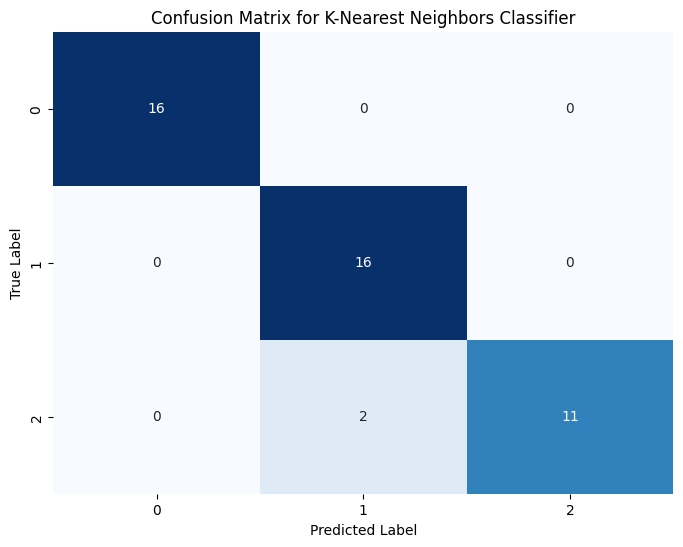 Confusion Matrix for K-Nearest Neighbors Classifier
True Label
0 16 0 0
1 0 16 0
2 0 2 11
0 1 2
Predicted Label